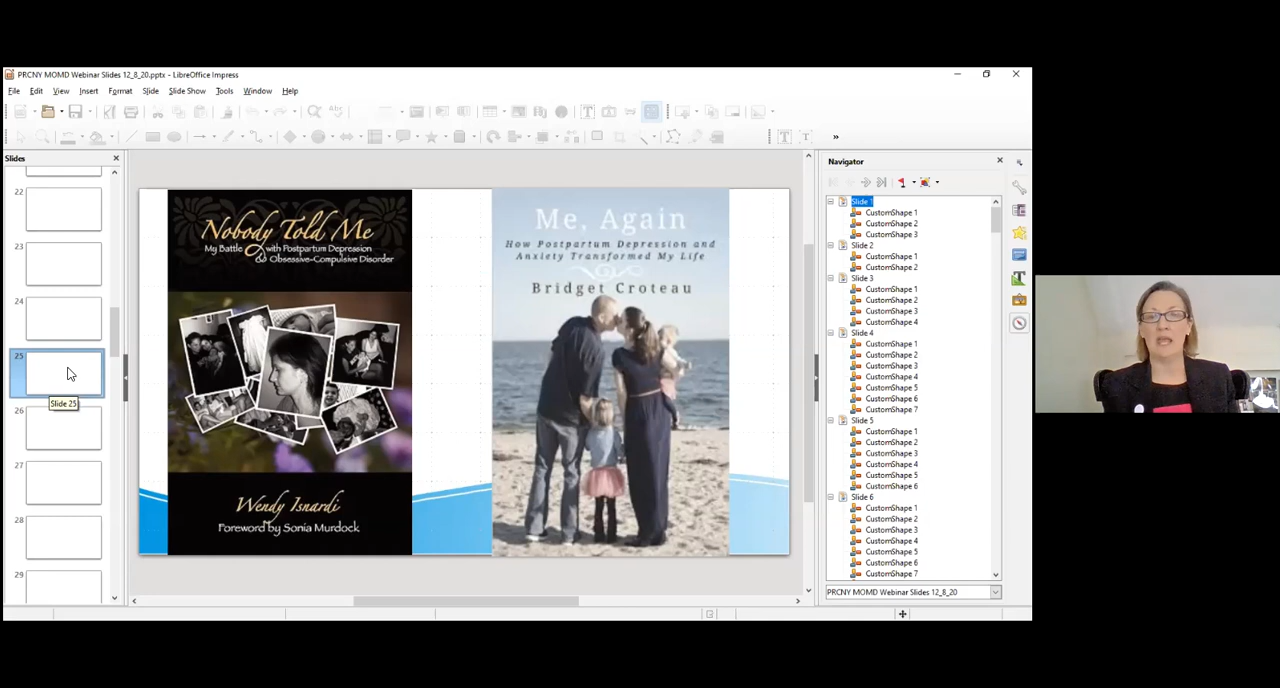 PRCNY MOMD Webinar Slides 12_8_20.pptx - LibreOffice Impress
File Edit View Insert Format Slide Slide Show Tools Window Help
Slides
22
23
24
25
Slide 25
26
27
28
29
Nobody Told Me
My Battle with Postpartum Depression
& Obsessive-Compulsive Disorder
Wendy Isnardi
Foreword by Sonia Murdock
Me, Again
How Postpartum Depression and
Anxiety Transformed My Life
Bridget Croteau
Navigator
Slide 1
CustomShape 1
CustomShape 2
CustomShape 3
Slide 2
CustomShape 1
CustomShape 2
Slide 3
CustomShape 1
CustomShape 2
CustomShape 3
CustomShape 4
Slide 4
CustomShape 1
CustomShape 2
CustomShape 3
CustomShape 4
CustomShape 5
CustomShape 6
CustomShape 7
Slide 5
CustomShape 1
CustomShape 2
CustomShape 3
CustomShape 4
CustomShape 5
CustomShape 6
Slide 6
CustomShape 1
CustomShape 2
CustomShape 3
CustomShape 4
CustomShape 5
CustomShape 6
CustomShape 7
PRCNY MOMD Webinar Slides 12_8_20